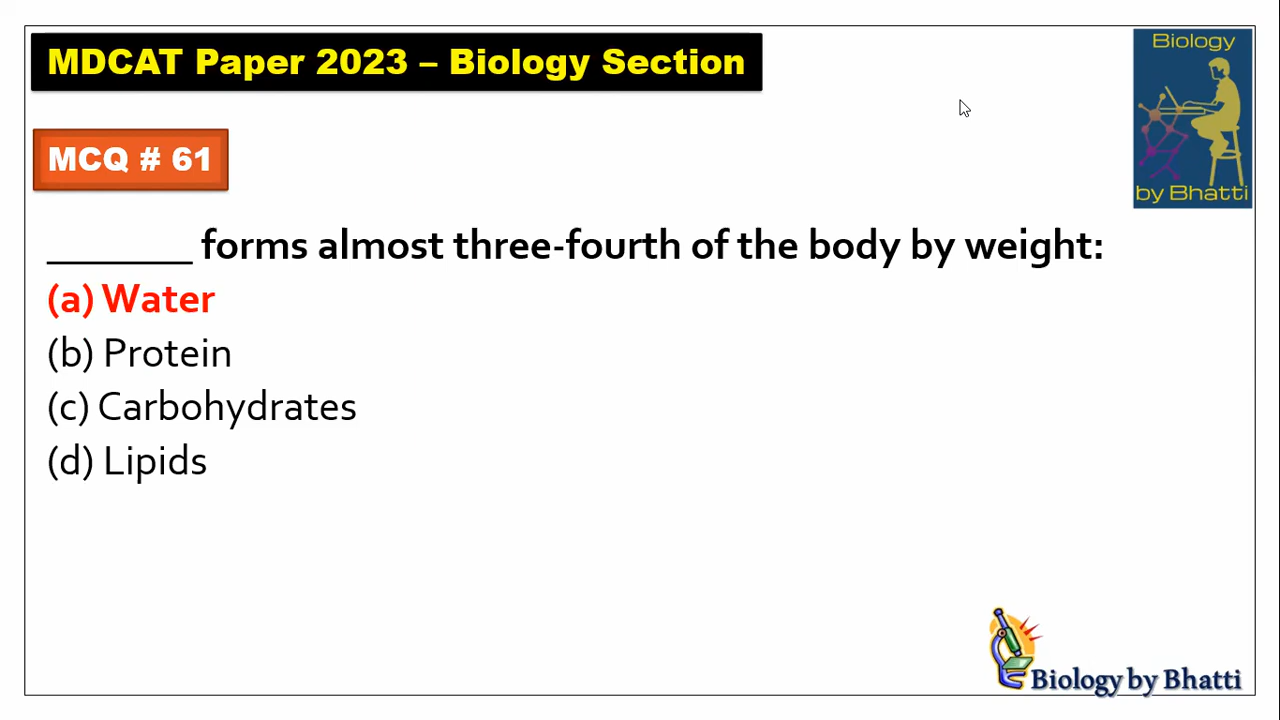 MDCAT Paper 2023 – Biology Section
Biology
by Bhatti
MCQ # 61
_______ forms almost three-fourth of the body by weight:
(a) Water
(b) Protein
(c) Carbohydrates
(d) Lipids
Biology by Bhatti